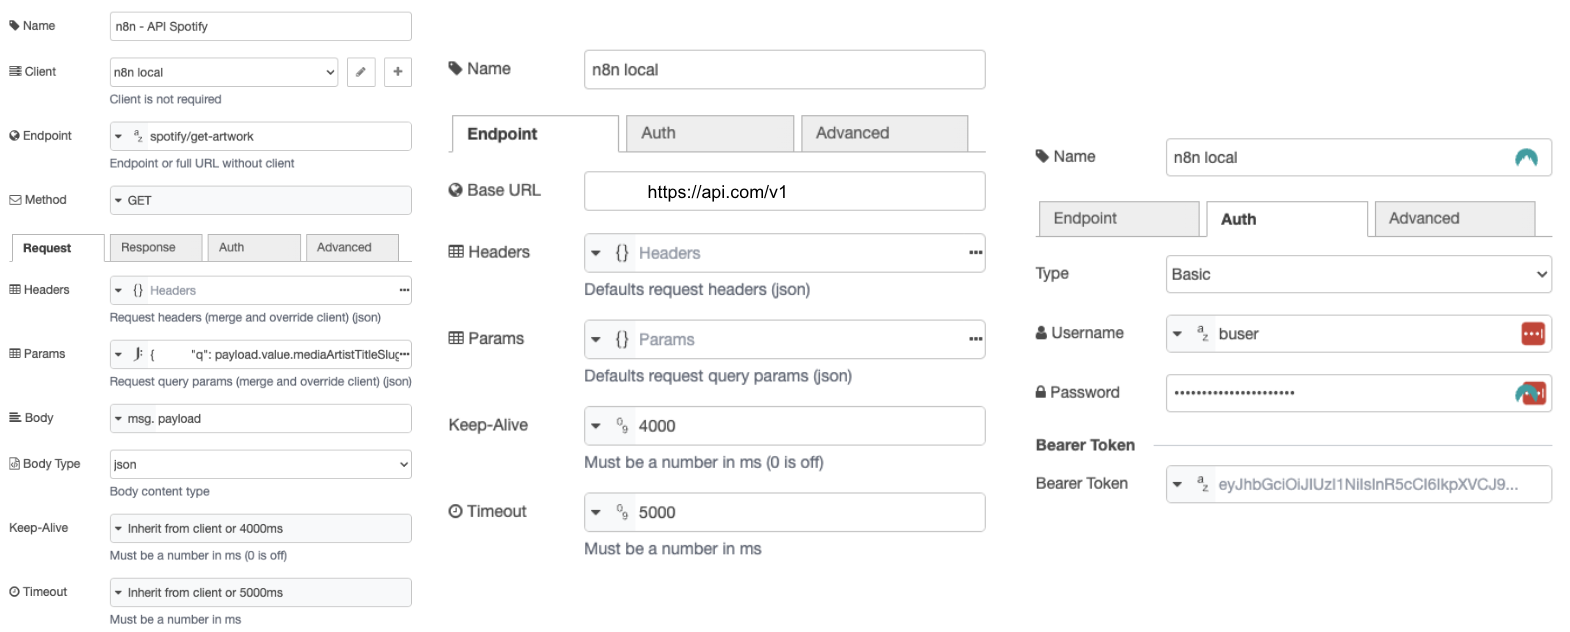 Name
n8n - API Spotify
Client
n8n local
Client is not required
Endpoint
spotify/get-artwork
Endpoint or full URL without client
Method
GET
Request Response Auth Advanced
Headers
{} Headers
Request headers (merge and override client) (json)
Params
J: { "q": payload.value.mediaArtistTitleSlug
Request query params (merge and override client) (json)
Body
msg. payload
Body Type
json
Body content type
Keep-Alive
Inherit from client or 4000ms
Must be a number in ms (0 is off)
Timeout
Inherit from client or 5000ms
Must be a number in ms
Name
n8n local
Endpoint Auth Advanced
Base URL
https://api.com/v1
Headers
{} Headers
Defaults request headers (json)
Params
{} Params
Defaults request query params (json)
Keep-Alive
4000
Must be a number in ms (0 is off)
Timeout
5000
Must be a number in ms
Name
n8n local
Endpoint Auth Advanced
Type
Basic
Username
buser
Password
Bearer Token
Bearer Token
eyJhbGciOiJIUzI1NiIsInR5cCI6IkpXVCJ9...